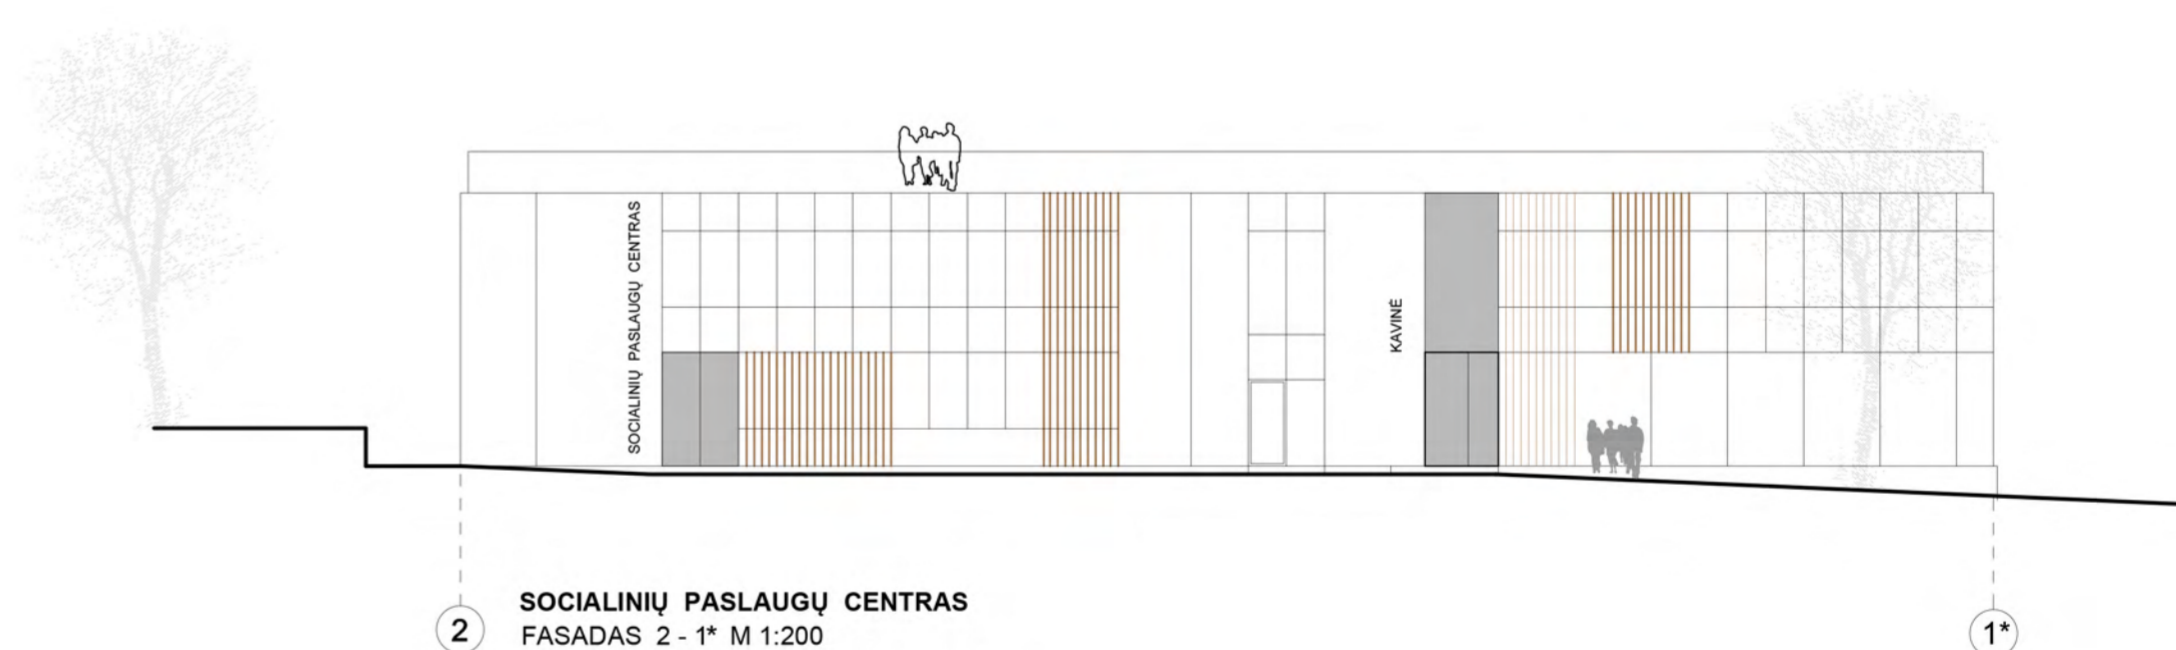 SOCIALINIŲ PASLAUGŲ CENTRAS
KAVINĖ
2
1*
SOCIALINIŲ PASLAUGŲ CENTRAS
FASADAS 2 - 1* M 1:200